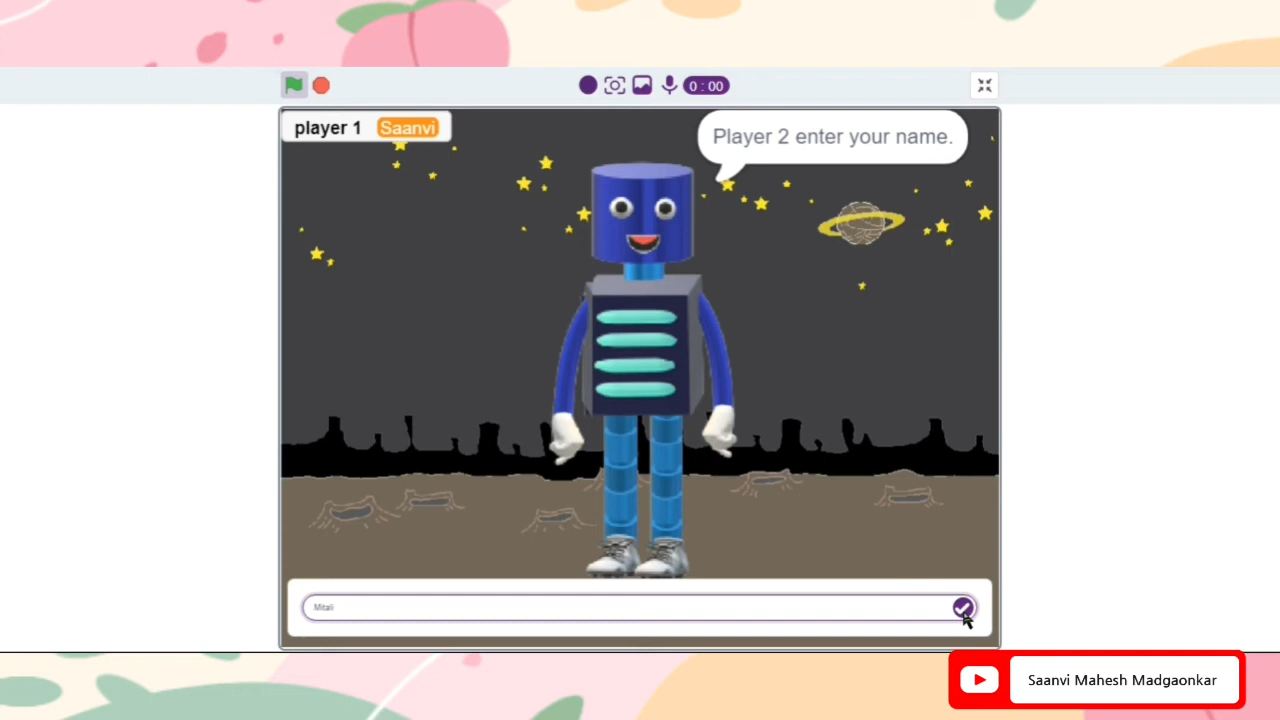 0 : 00
player 1 Saanvi
Player 2 enter your name.
Mitali
Saanvi Mahesh Madgaonkar